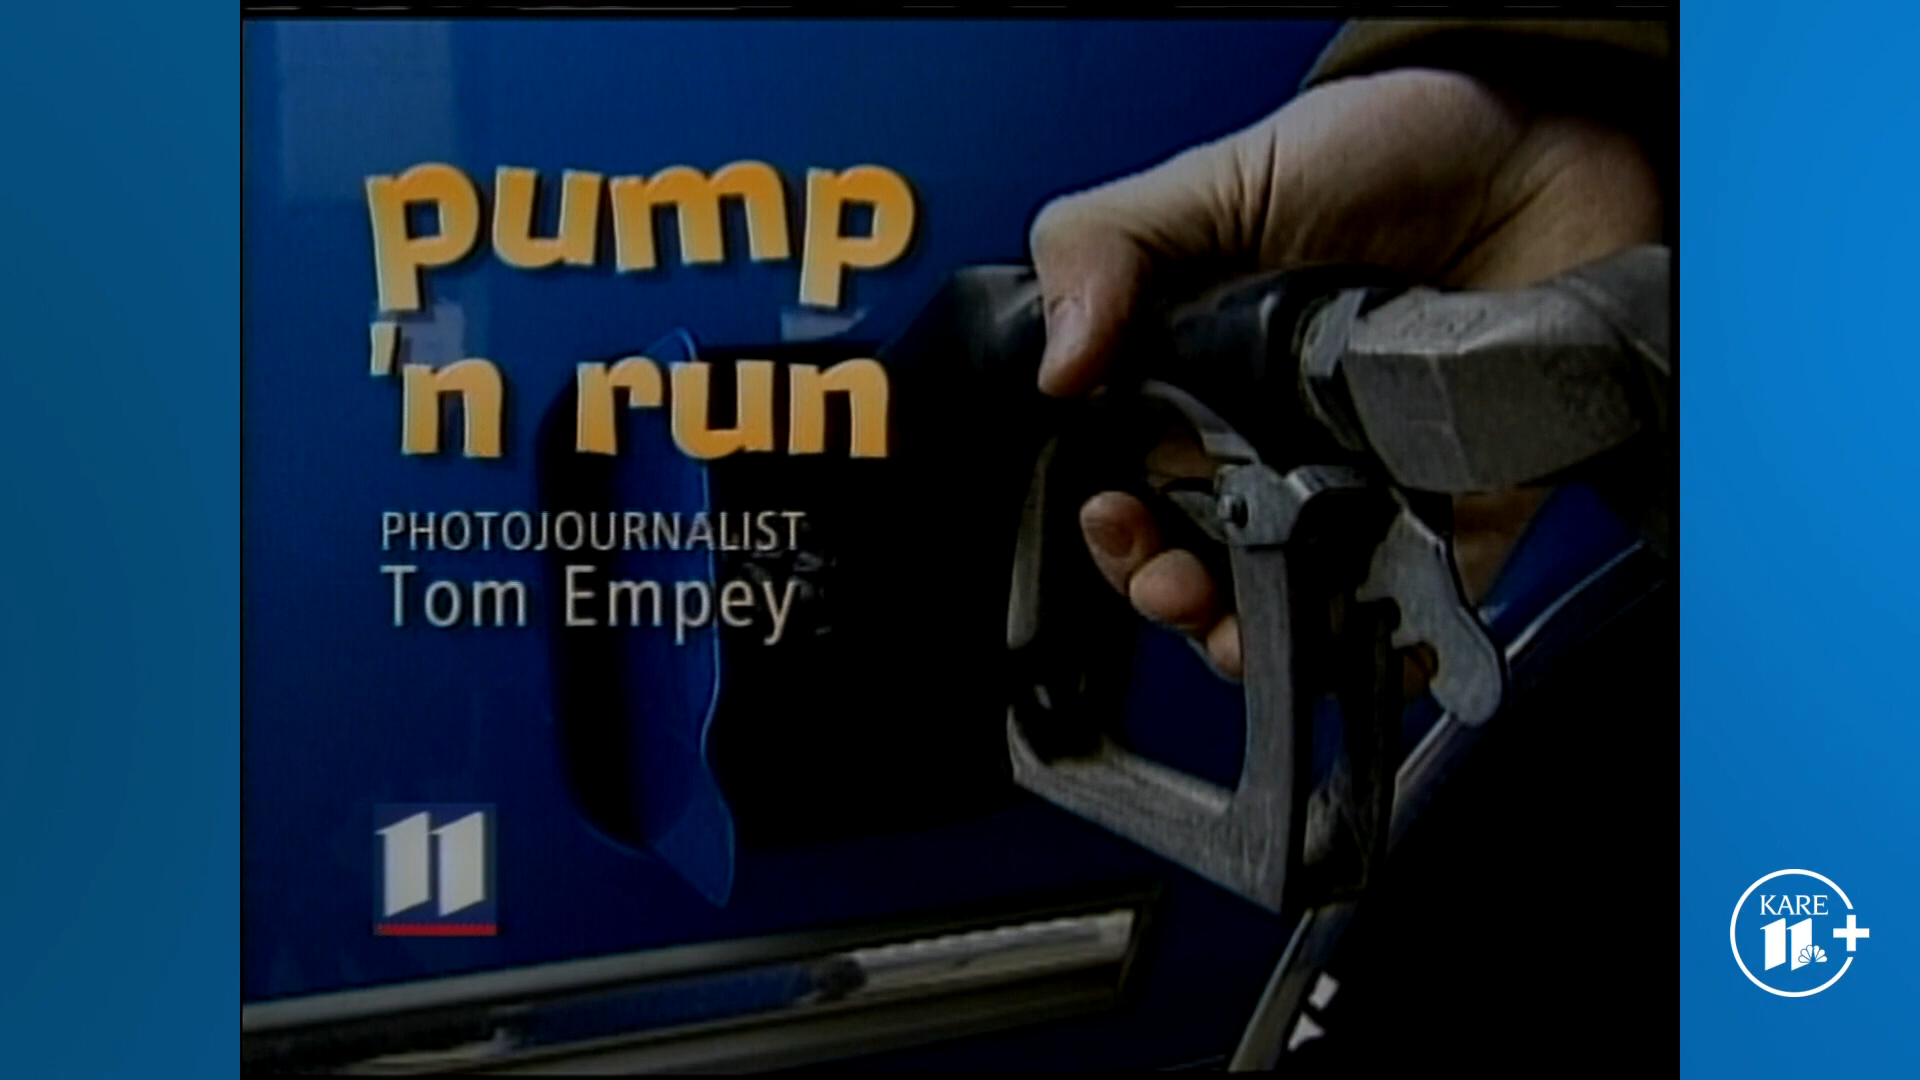 pump
'n run
PHOTOJOURNALIST
Tom Empey
11
KARE
11+